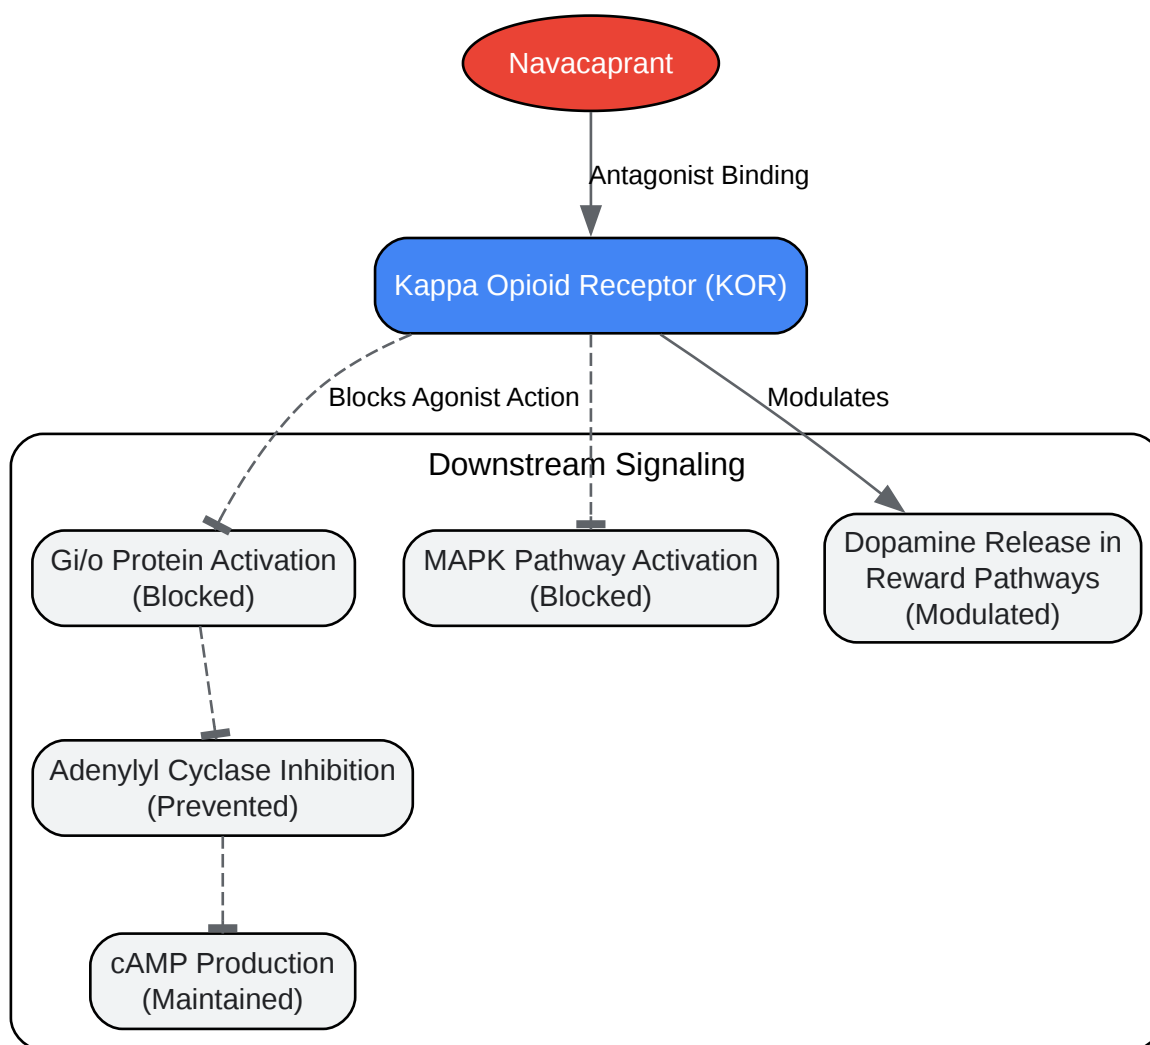 Navacaprant
Antagonist Binding
Kappa Opioid Receptor (KOR)
Blocks Agonist Action
Modulates
Downstream Signaling
Gi/o Protein Activation
(Blocked)
MAPK Pathway Activation
(Blocked)
Dopamine Release in
Reward Pathways
(Modulated)
Adenylyl Cyclase Inhibition
(Prevented)
cAMP Production
(Maintained)